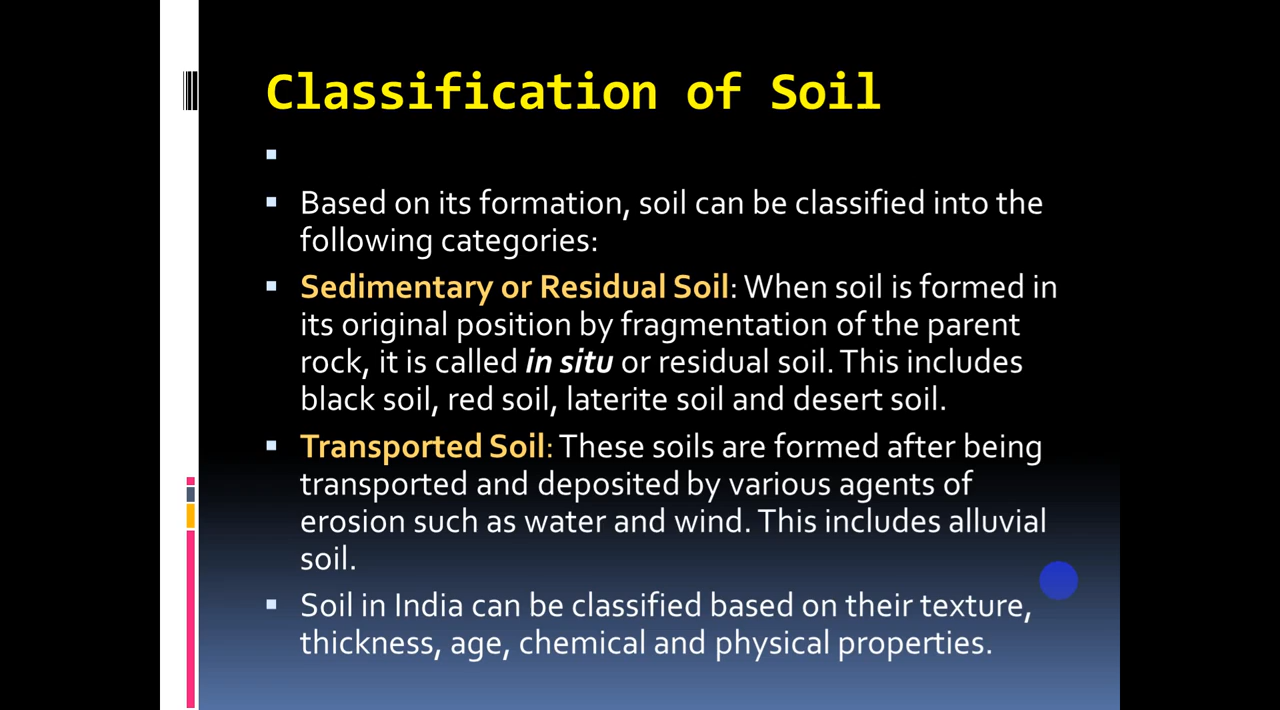 Classification of Soil
Based on its formation, soil can be classified into the
following categories:
Sedimentary or Residual Soil: When soil is formed in
its original position by fragmentation of the parent
rock, it is called in situ or residual soil. This includes
black soil, red soil, laterite soil and desert soil.
Transported Soil: These soils are formed after being
transported and deposited by various agents of
erosion such as water and wind. This includes alluvial
soil.
Soil in India can be classified based on their texture,
thickness, age, chemical and physical properties.